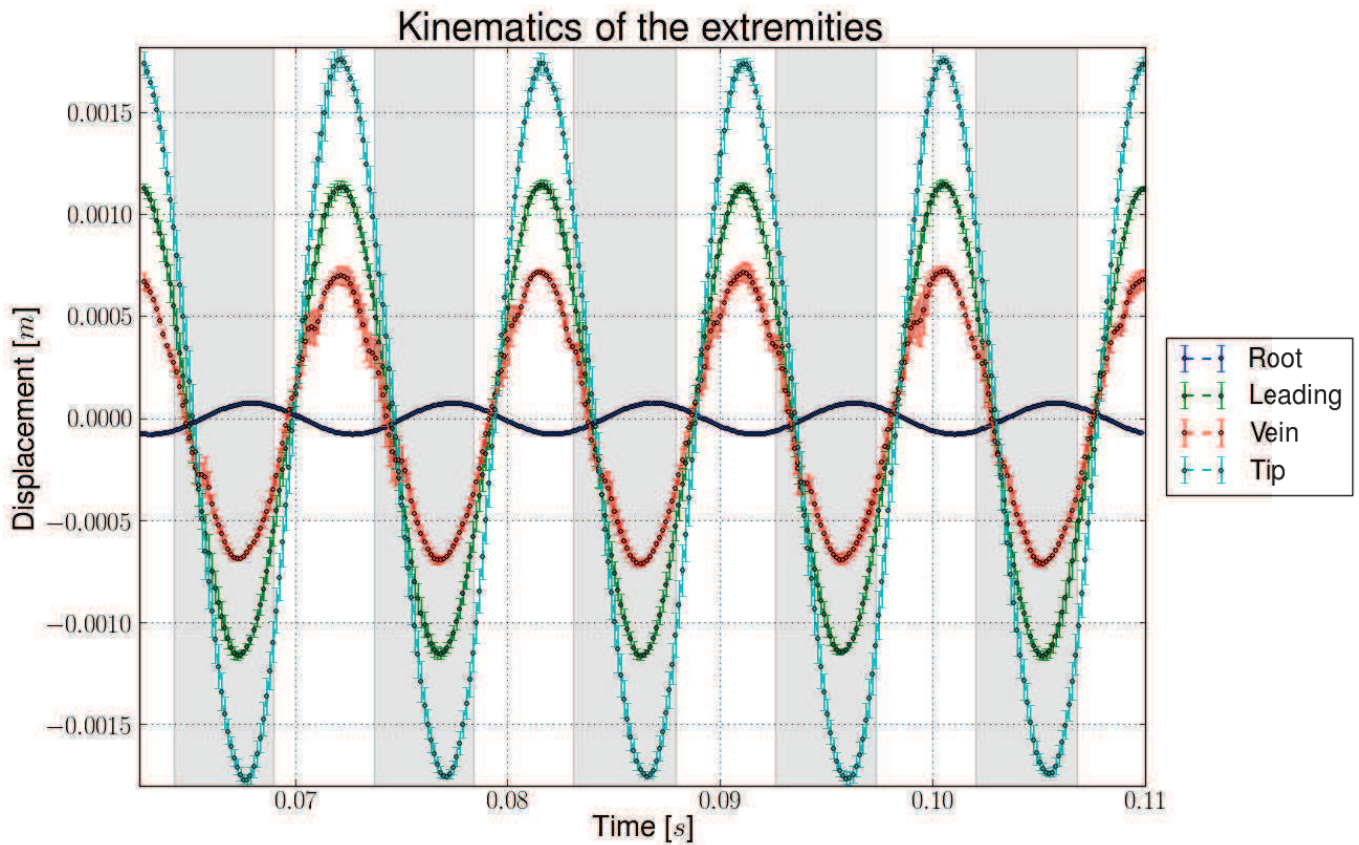 Kinematics of the extremities
0.0015
0.0010
0.0005
0.0000
−0.0005
−0.0010
−0.0015
Displacement [m]
0.07
0.08
0.09
0.10
0.11
Time [s]
Root
Leading
Vein
Tip